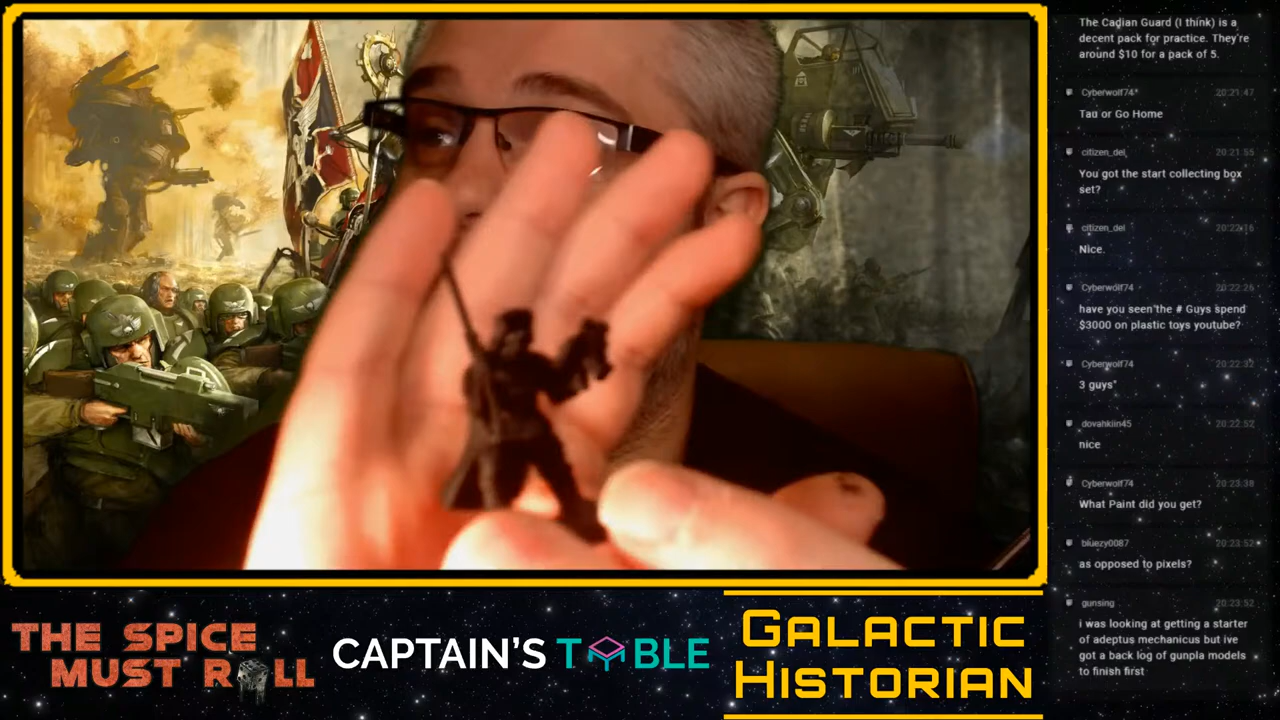 The Cadian Guard (I think) is a
decent pack for practice. They're
around $10 for a pack of 5.
Cyberwolf74 20:21:47
Tau or Go Home
citizen_del 20:21:55
You got the start collecting box
set?
citizen_del 20:22:16
Nice.
Cyberwolf74 20:22:26
have you seen the # Guys spend
$3000 on plastic toys youtube?
Cyberwolf74 20:22:32
3 guys*
dovahkiin45 20:22:52
nice
Cyberwolf74 20:23:38
What Paint did you get?
bluezy0087 20:23:52
as opposed to pixels?
gunsing 20:23:52
i was looking at getting a starter
of adeptus mechanicus but ive
got a back log of gunpla models
to finish first
THE SPICE
MUST ROLL
CAPTAIN'S TABLE
GALACTIC
HISTORIAN